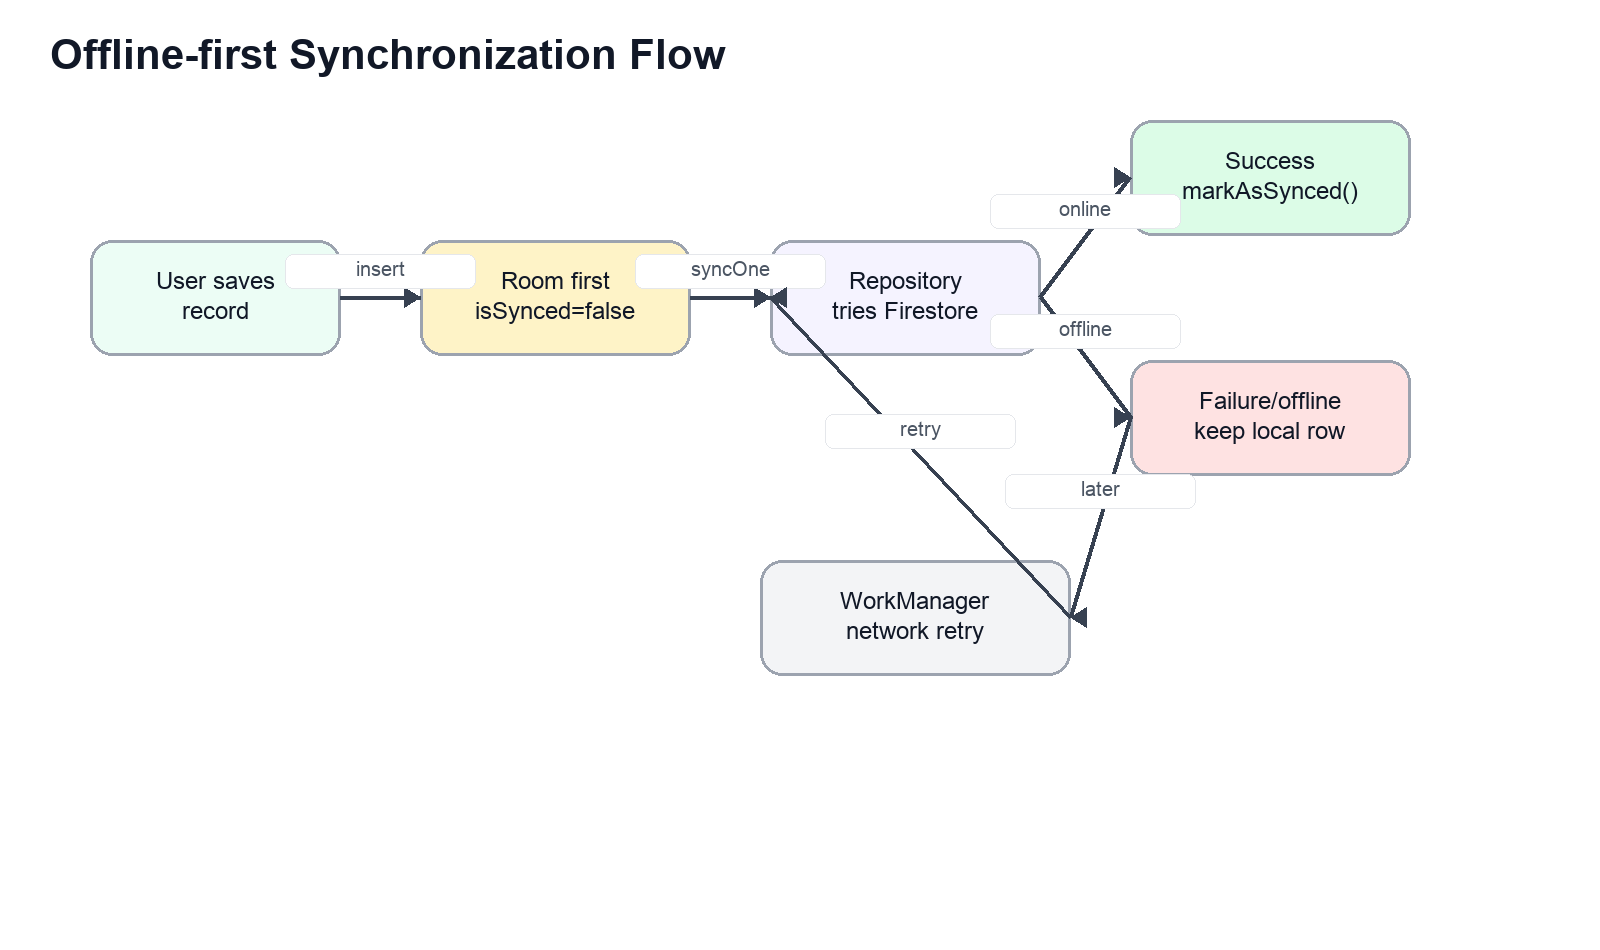 Offline-first Synchronization Flow
User saves
record
insert
Room first
isSynced=false
syncOne
Repository
tries Firestore
online
Success
markAsSynced()
offline
Failure/offline
keep local row
later
retry
WorkManager
network retry